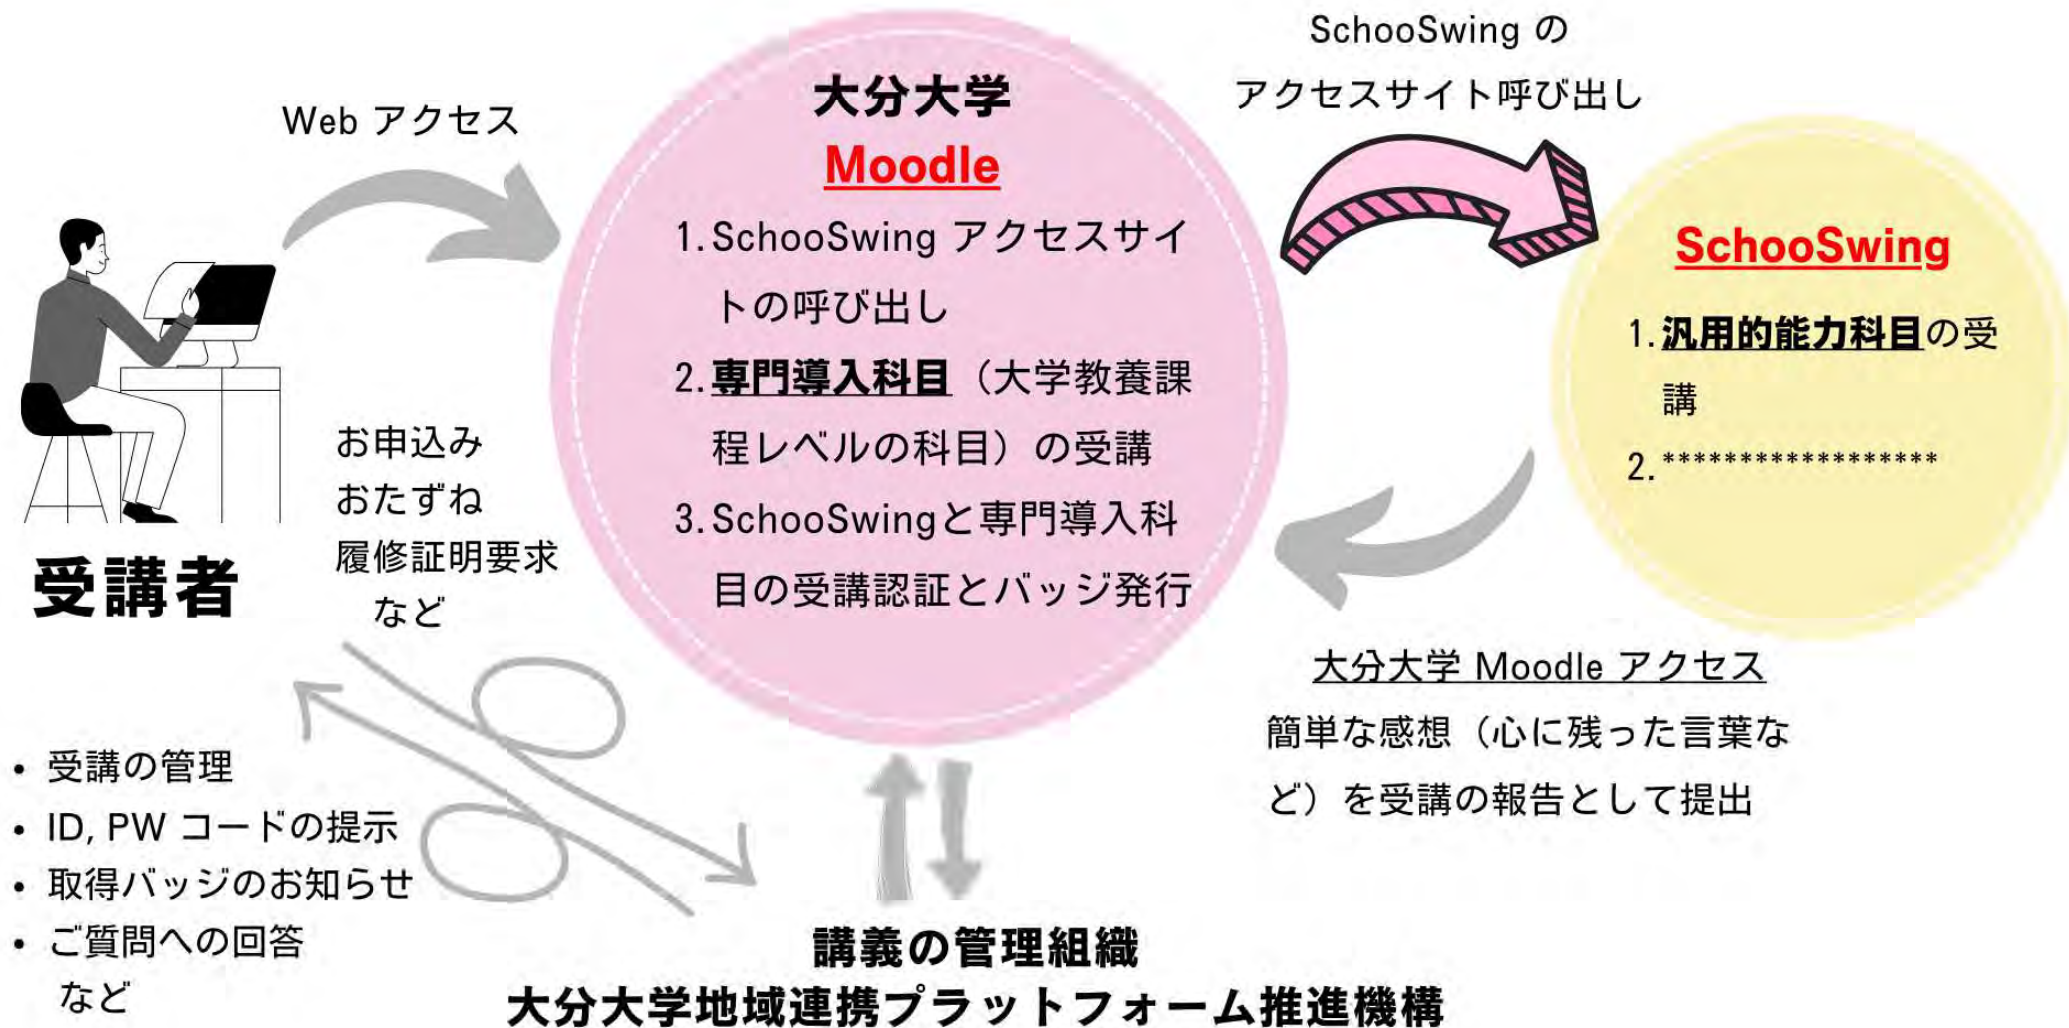 Web アクセス
大分大学
Moodle
1. SchooSwing アクセスサイ
トの呼び出し
2. 専門導入科目（大学教養課
程レベルの科目）の受講
3. SchooSwingと専門導入科
目の受講認証とバッジ発行
SchooSwing の
アクセスサイト呼び出し
SchooSwing
1. 汎用的能力科目の受
講
2. ******************
大分大学 Moodle アクセス
簡単な感想（心に残った言葉な
ど）を受講の報告として提出
受講者
お申込み
おたずね
履修証明要求
など
• 受講の管理
• ID, PW コードの提示
• 取得バッジのお知らせ
• ご質問への回答
など
講義の管理組織
大分大学地域連携プラットフォーム推進機構